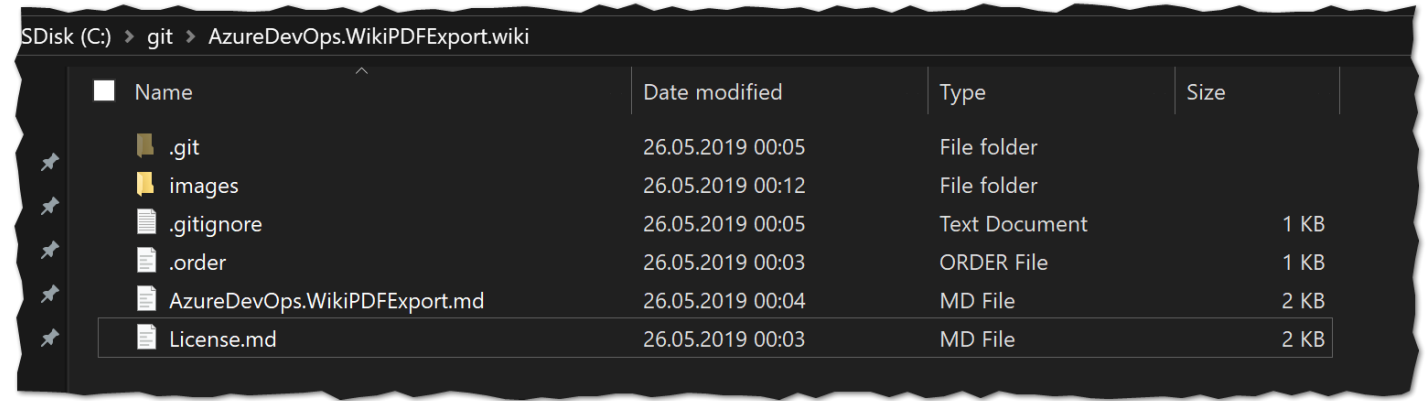 SDisk (C:) > git > AzureDevOps.WikiPDFExport.wiki
Name Date modified Type Size
.git 26.05.2019 00:05 File folder
images 26.05.2019 00:12 File folder
.gitignore 26.05.2019 00:05 Text Document 1 KB
.order 26.05.2019 00:03 ORDER File 1 KB
AzureDevOps.WikiPDFExport.md 26.05.2019 00:04 MD File 2 KB
License.md 26.05.2019 00:03 MD File 2 KB